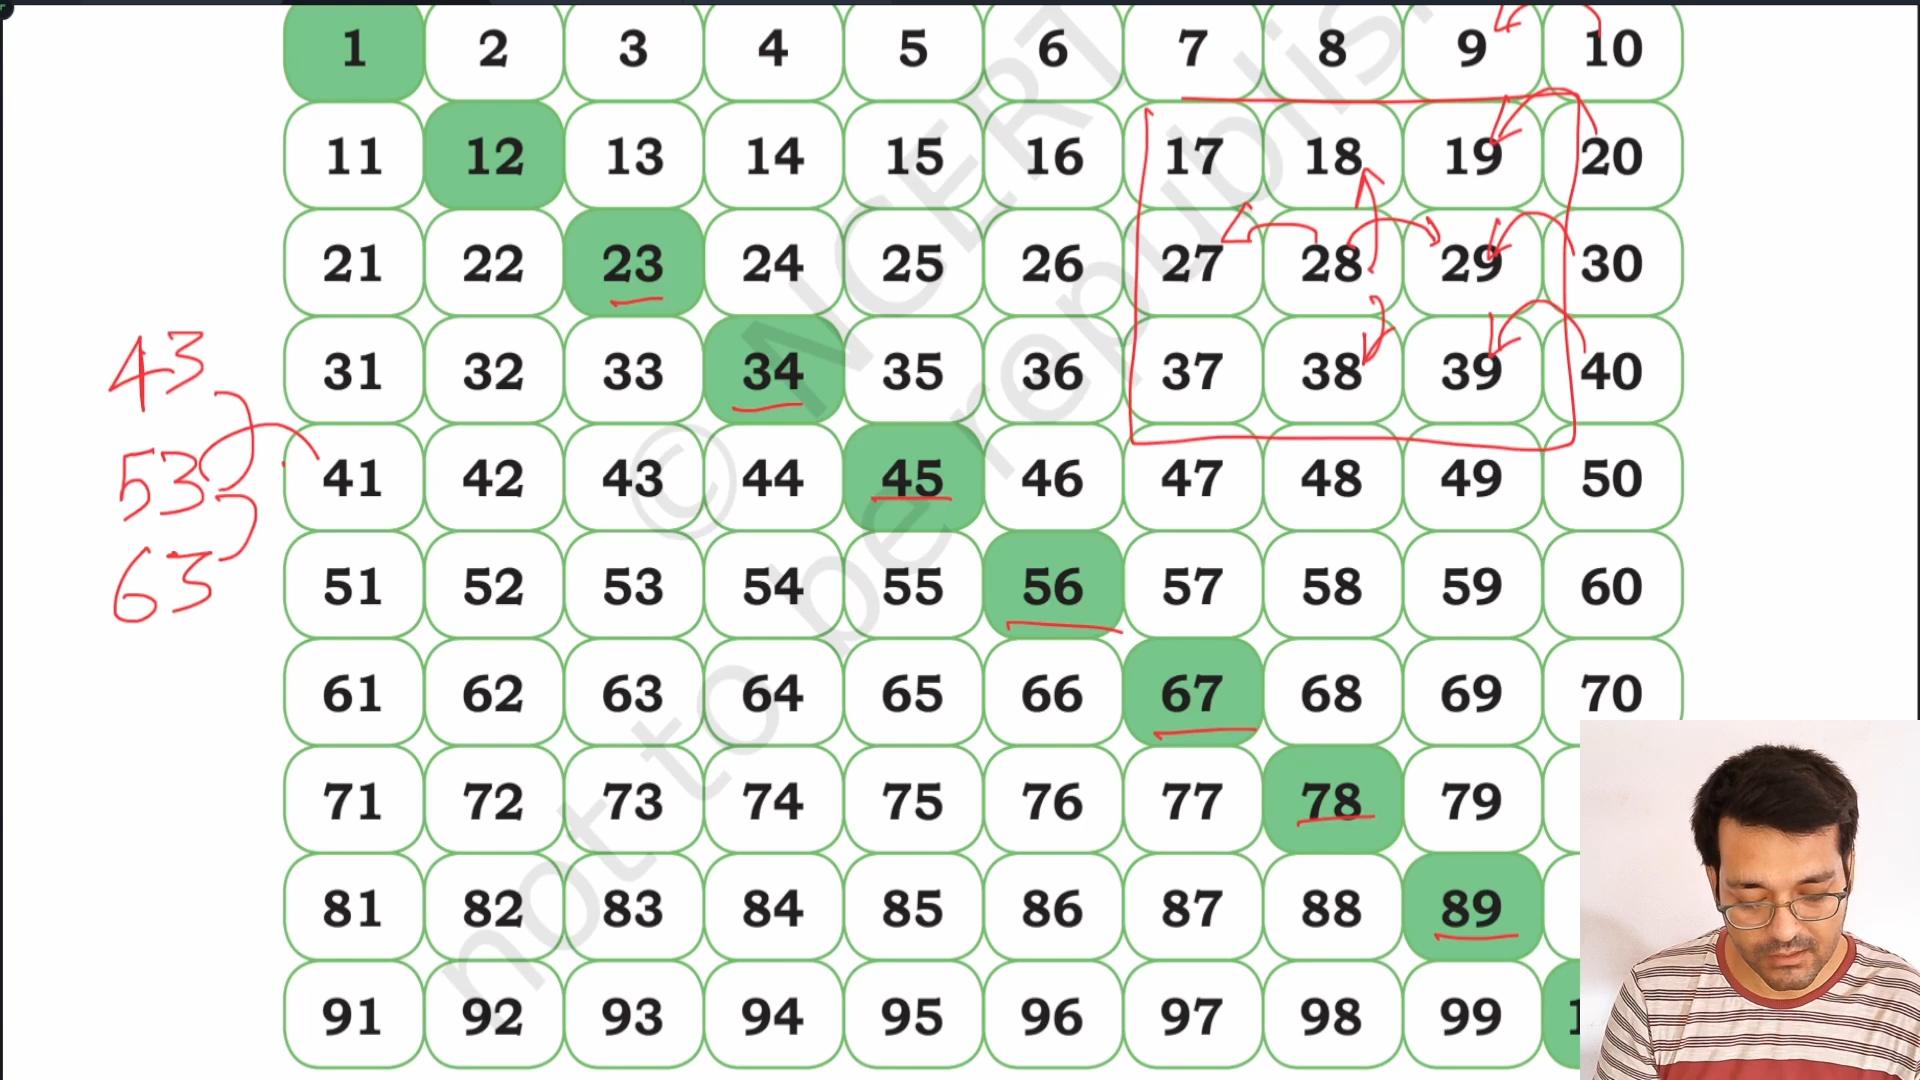 1 2 3 4 5 6 7 8 9 10
11 12 13 14 15 16 17 18 19 20
21 22 23 24 25 26 27 28 29 30
43 31 32 33 34 35 36 37 38 39 40
53 41 42 43 44 45 46 47 48 49 50
63 51 52 53 54 55 56 57 58 59 60
61 62 63 64 65 66 67 68 69 70
71 72 73 74 75 76 77 78 79
81 82 83 84 85 86 87 88 89
91 92 93 94 95 96 97 98 99
© NCERT
not to be republis